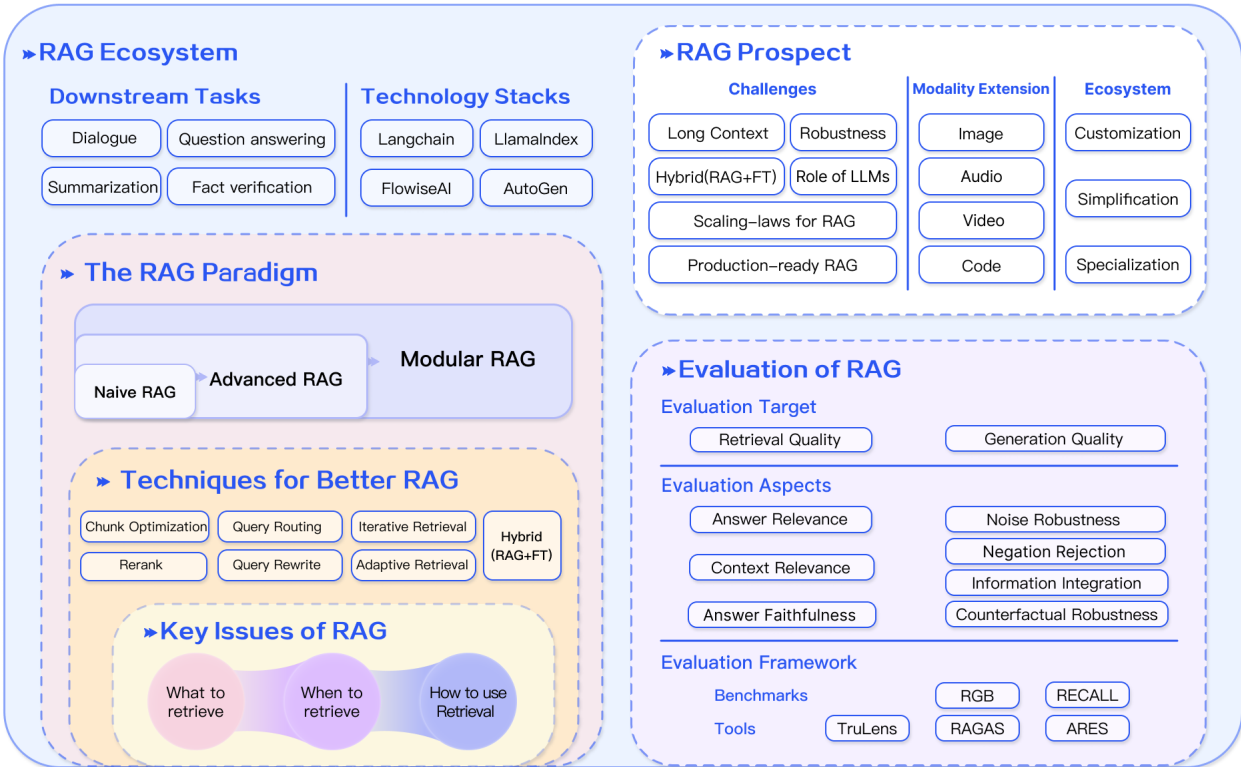 RAG Ecosystem
Downstream Tasks
Dialogue
Question answering
Summarization
Fact verification
Technology Stacks
Langchain
LlamaIndex
FlowiseAI
AutoGen
The RAG Paradigm
Naive RAG
Advanced RAG
Modular RAG
Techniques for Better RAG
Chunk Optimization
Query Routing
Iterative Retrieval
Rerank
Query Rewrite
Adaptive Retrieval
Hybrid
(RAG+FT)
Key Issues of RAG
What to
retrieve
When to
retrieve
How to use
Retrieval
RAG Prospect
Challenges
Long Context
Robustness
Hybrid(RAG+FT)
Role of LLMs
Scaling-laws for RAG
Production-ready RAG
Modality Extension
Image
Audio
Video
Code
Ecosystem
Customization
Simplification
Specialization
Evaluation of RAG
Evaluation Target
Retrieval Quality
Generation Quality
Evaluation Aspects
Answer Relevance
Context Relevance
Answer Faithfulness
Noise Robustness
Negation Rejection
Information Integration
Counterfactual Robustness
Evaluation Framework
Benchmarks
RGB
RECALL
Tools
TruLens
RAGAS
ARES